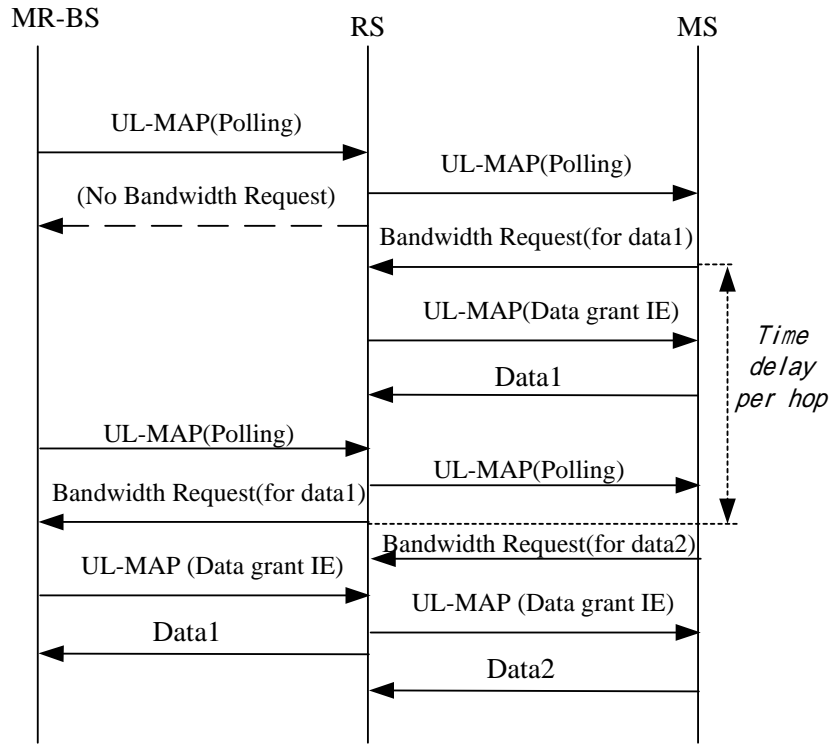 MR-BS
RS
MS
UL-MAP(Polling)
UL-MAP(Polling)
(No Bandwidth Request)
Bandwidth Request(for data1)
UL-MAP(Data grant IE)
Time
delay
per hop
Data1
UL-MAP(Polling)
UL-MAP(Polling)
Bandwidth Request(for data1)
Bandwidth Request(for data2)
UL-MAP (Data grant IE)
UL-MAP (Data grant IE)
Data1
Data2